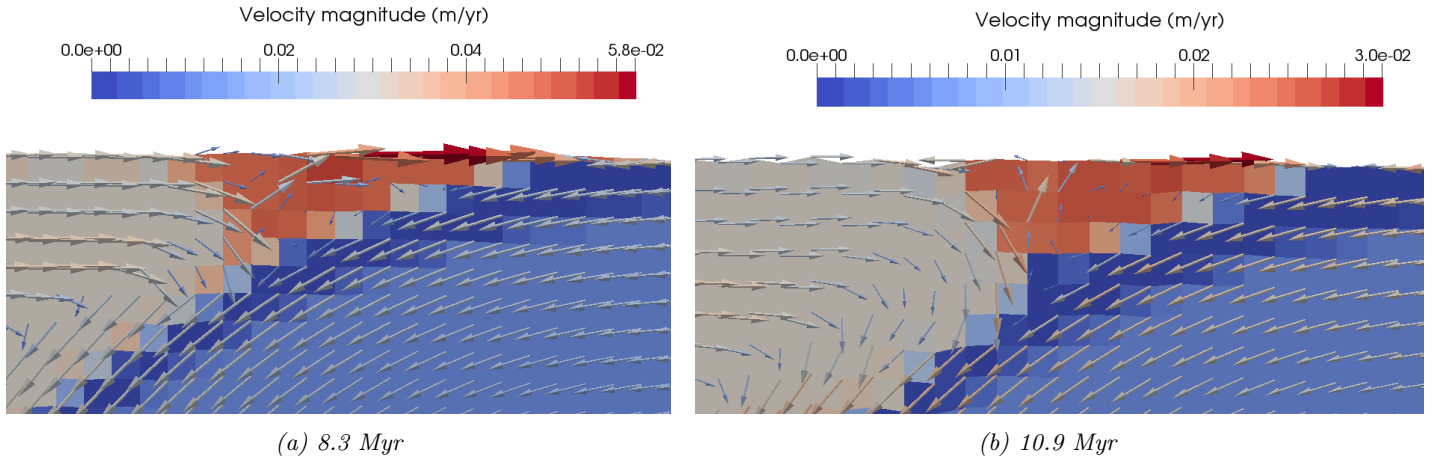 Velocity magnitude (m/yr)
0.0e+00 0.02 0.04 5.8e-02
(a) 8.3 Myr
Velocity magnitude (m/yr)
0.0e+00 0.01 0.02 3.0e-02
(b) 10.9 Myr